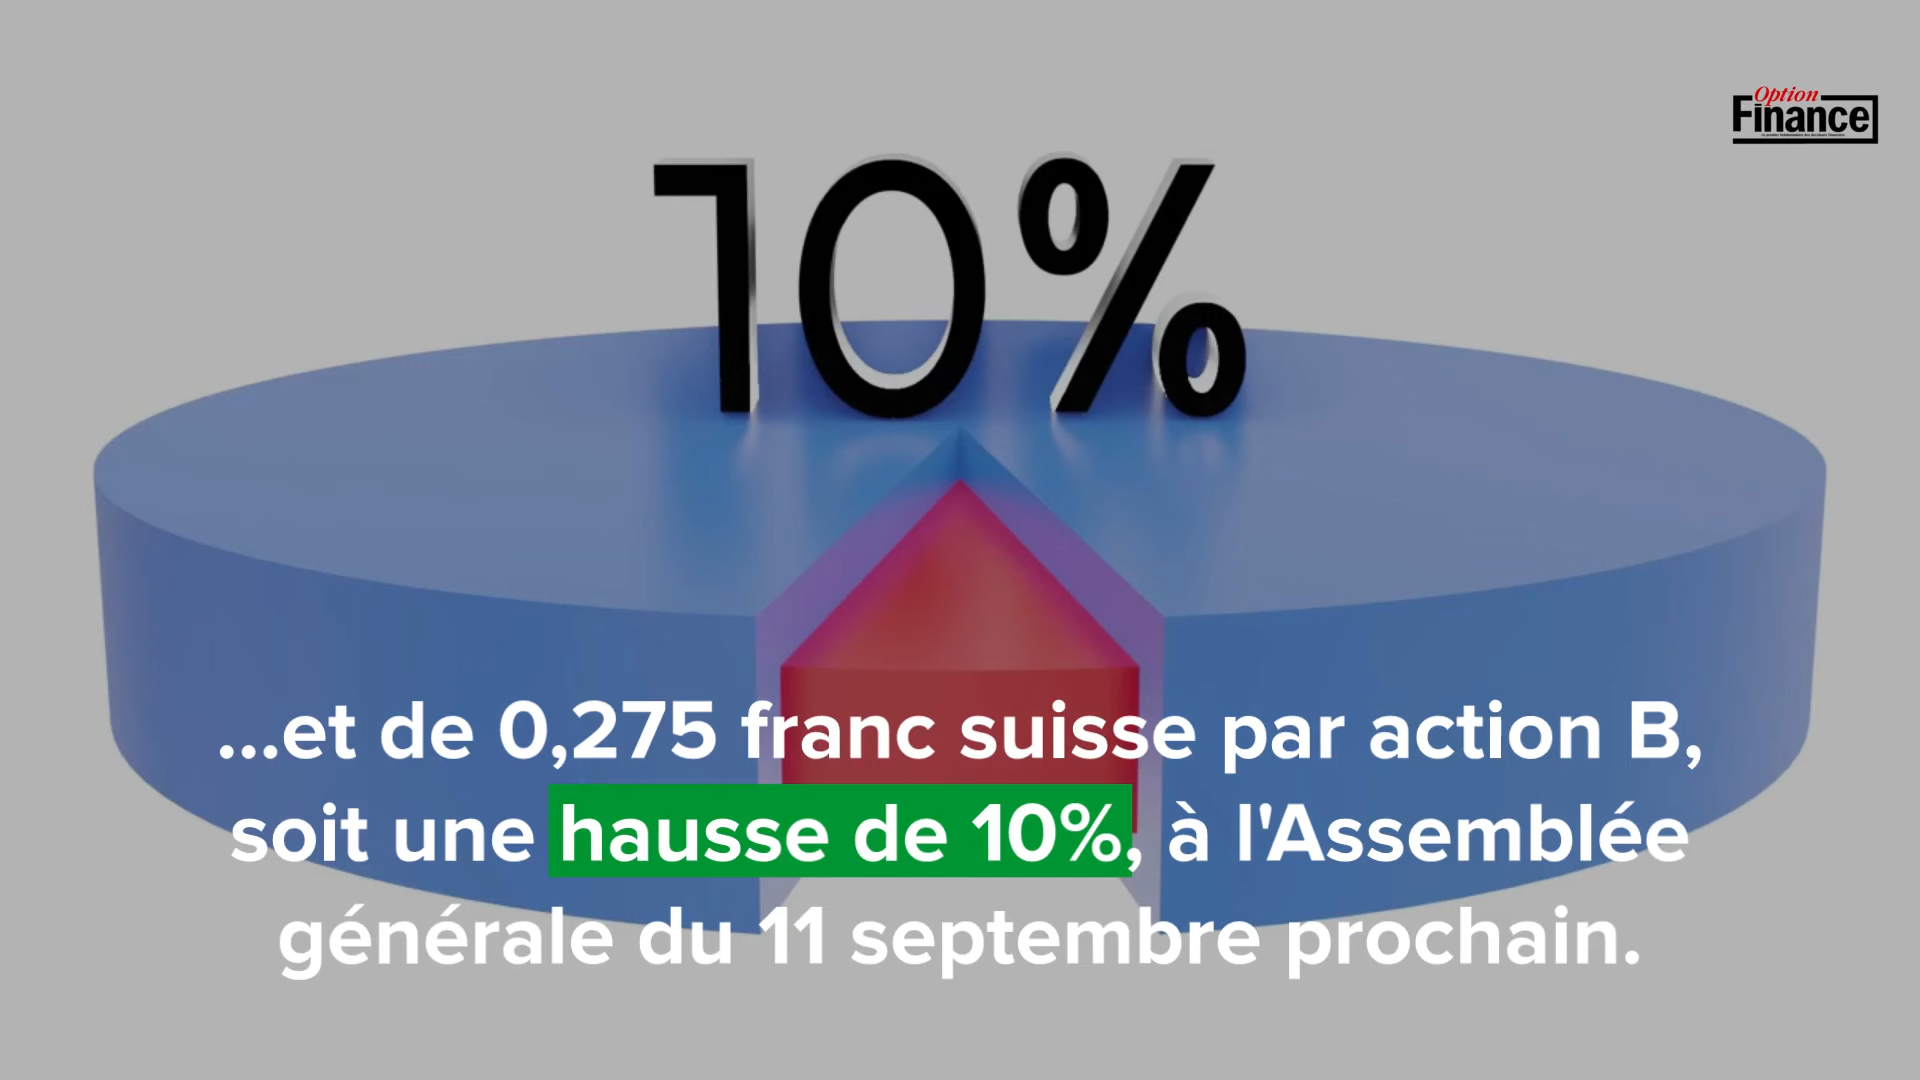 Option
Finance
10%
...et de 0,275 franc suisse par action B,
soit une hausse de 10%, à l'Assemblée
générale du 11 septembre prochain.